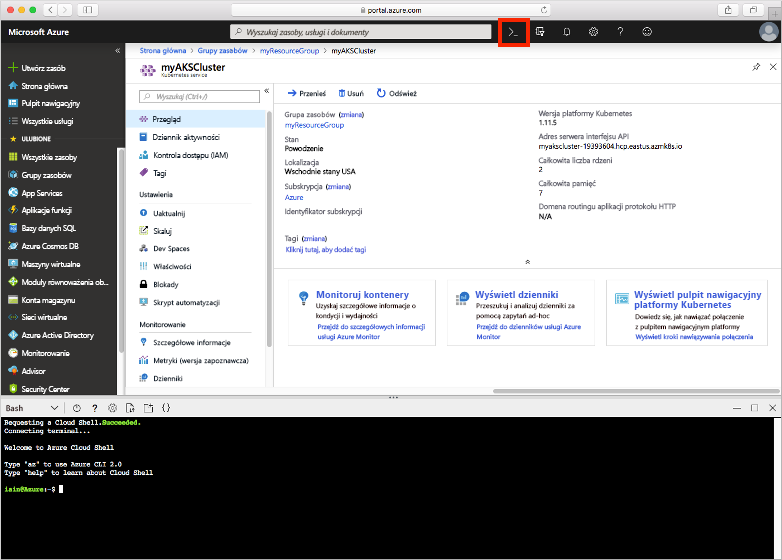 portal.azure.com
Microsoft Azure
Wyszukaj zasoby, usługi i dokumenty
Utwórz zasób
Strona główna
Pulpit nawigacyjny
Wszystkie usługi
ULUBIONE
Wszystkie zasoby
Grupy zasobów
App Services
Aplikacje funkcji
Bazy danych SQL
Azure Cosmos DB
Maszyny wirtualne
Moduły równoważenia ob...
Konta magazynu
Sieci wirtualne
Azure Active Directory
Monitorowanie
Advisor
Security Center
Strona główna > Grupy zasobów > myResourceGroup > myAKSCluster
myAKSCluster
Kubernetes service
Wyszukaj (Ctrl+/)
Przegląd
Dziennik aktywności
Kontrola dostępu (IAM)
Tagi
Ustawienia
Uaktualnij
Skaluj
Dev Spaces
Właściwości
Blokady
Skrypt automatyzacji
Monitorowanie
Szczegółowe informacje
Metryki (wersja zapoznawcza)
Dzienniki
Przenieś Usuń Odśwież
Grupa zasobów (zmiana)
myResourceGroup
Stan
Powodzenie
Lokalizacja
Wschodnie stany USA
Subskrypcja (zmiana)
Azure
Identyfikator subskrypcji
Tagi (zmiana)
Kliknij tutaj, aby dodać tagi
Wersja platformy Kubernetes
1.11.5
Adres serwera interfejsu API
myakscluster-19393604.hcp.eastus.azmk8s.io
Całkowita liczba rdzeni
2
Całkowita pamięć
7
Domena routingu aplikacji protokołu HTTP
N/A
Monitoruj kontenery
Uzyskaj szczegółowe informacje o
kondycji i wydajności
Przejdź do szczegółowych informacji
usługi Azure Monitor
Wyświetl dzienniki
Przeszukuj i analizuj dzienniki za
pomocą zapytań ad-hoc
Przejdź do dzienników usługi Azure
Monitor
Wyświetl pulpit nawigacyjny
platformy Kubernetes
Dowiedz się, jak nawiązać połączenie
z pulpitem nawigacyjnym platformy
Wyświetl kroki nawiązywania połączenia
Bash
Requesting a Cloud Shell.Succeeded.
Connecting terminal...
Welcome to Azure Cloud Shell
Type "az" to use Azure CLI 2.0
Type "help" to learn about Cloud Shell
iain@Azure:~$